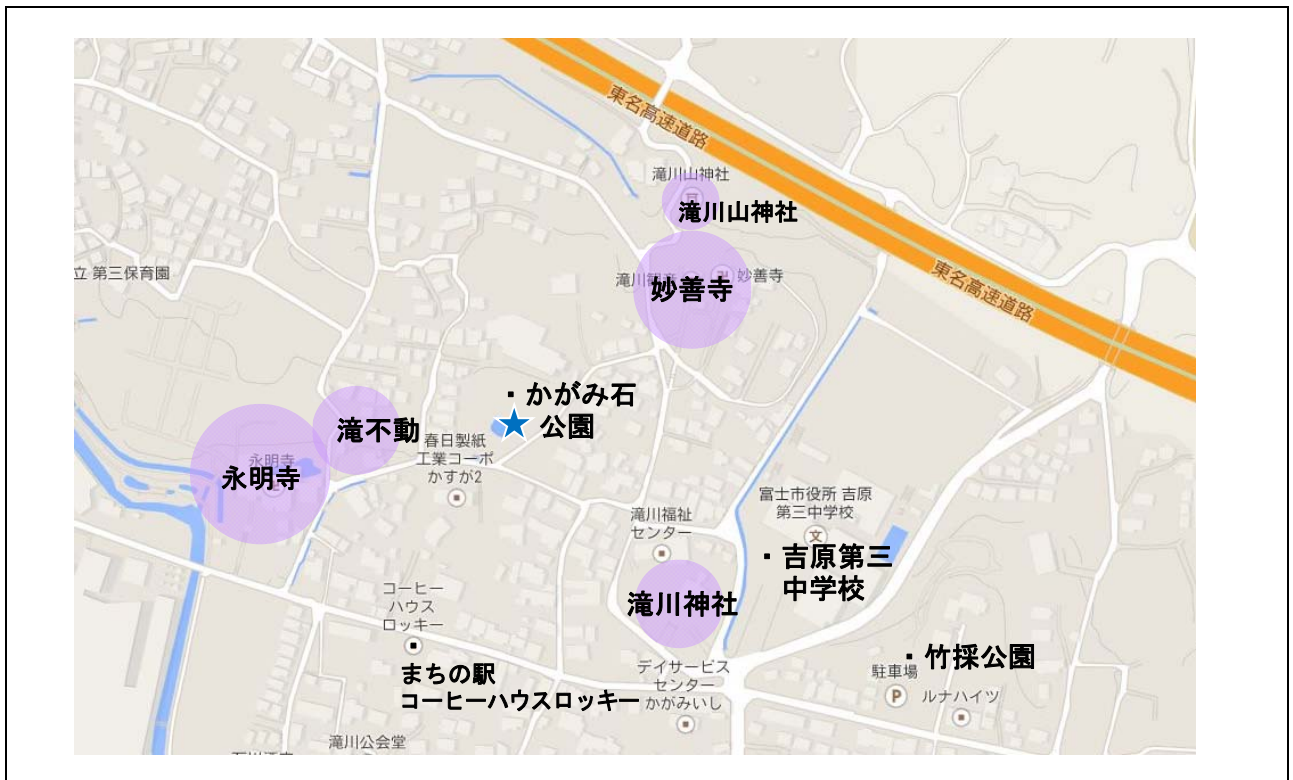 東名高速道路
滝川山神社
滝川山神社
立 第三保育園
妙善寺
妙善寺
東名高速道路
・かがみ石
公園
滝不動
春日製紙
工業コーポ
かすが2
永明寺
永明寺
富士市役所 吉原
第三中学校
文
滝川福祉
センター
・吉原第三
中学校
コーヒー
ハウス
ロッキー
滝川神社
・竹採公園
まちの駅
コーヒーハウスロッキー
デイサービス
センター
かがみいし
駐車場
P
ルナハイツ
滝川公会堂